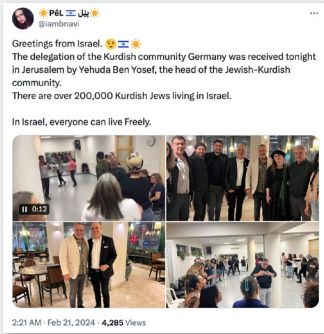 ☀️PêL 🇮🇱 پێل☀️
@iambnavi
Greetings from Israel. 😉🇮🇱☀️
The delegation of the Kurdish community Germany was received tonight
in Jerusalem by Yehuda Ben Yosef, the head of the Jewish-Kurdish
community.
There are over 200,000 Kurdish Jews living in Israel.
In Israel, everyone can live Freely.
0:12
2:21 AM · Feb 21, 2024 · 4,285 Views